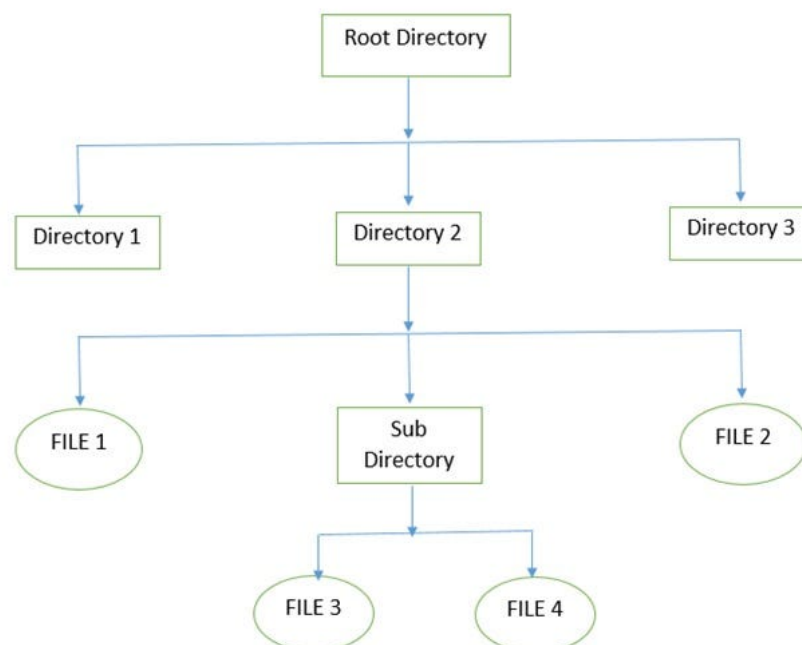 Root Directory
Directory 1
Directory 2
Directory 3
FILE 1
Sub
Directory
FILE 2
FILE 3
FILE 4